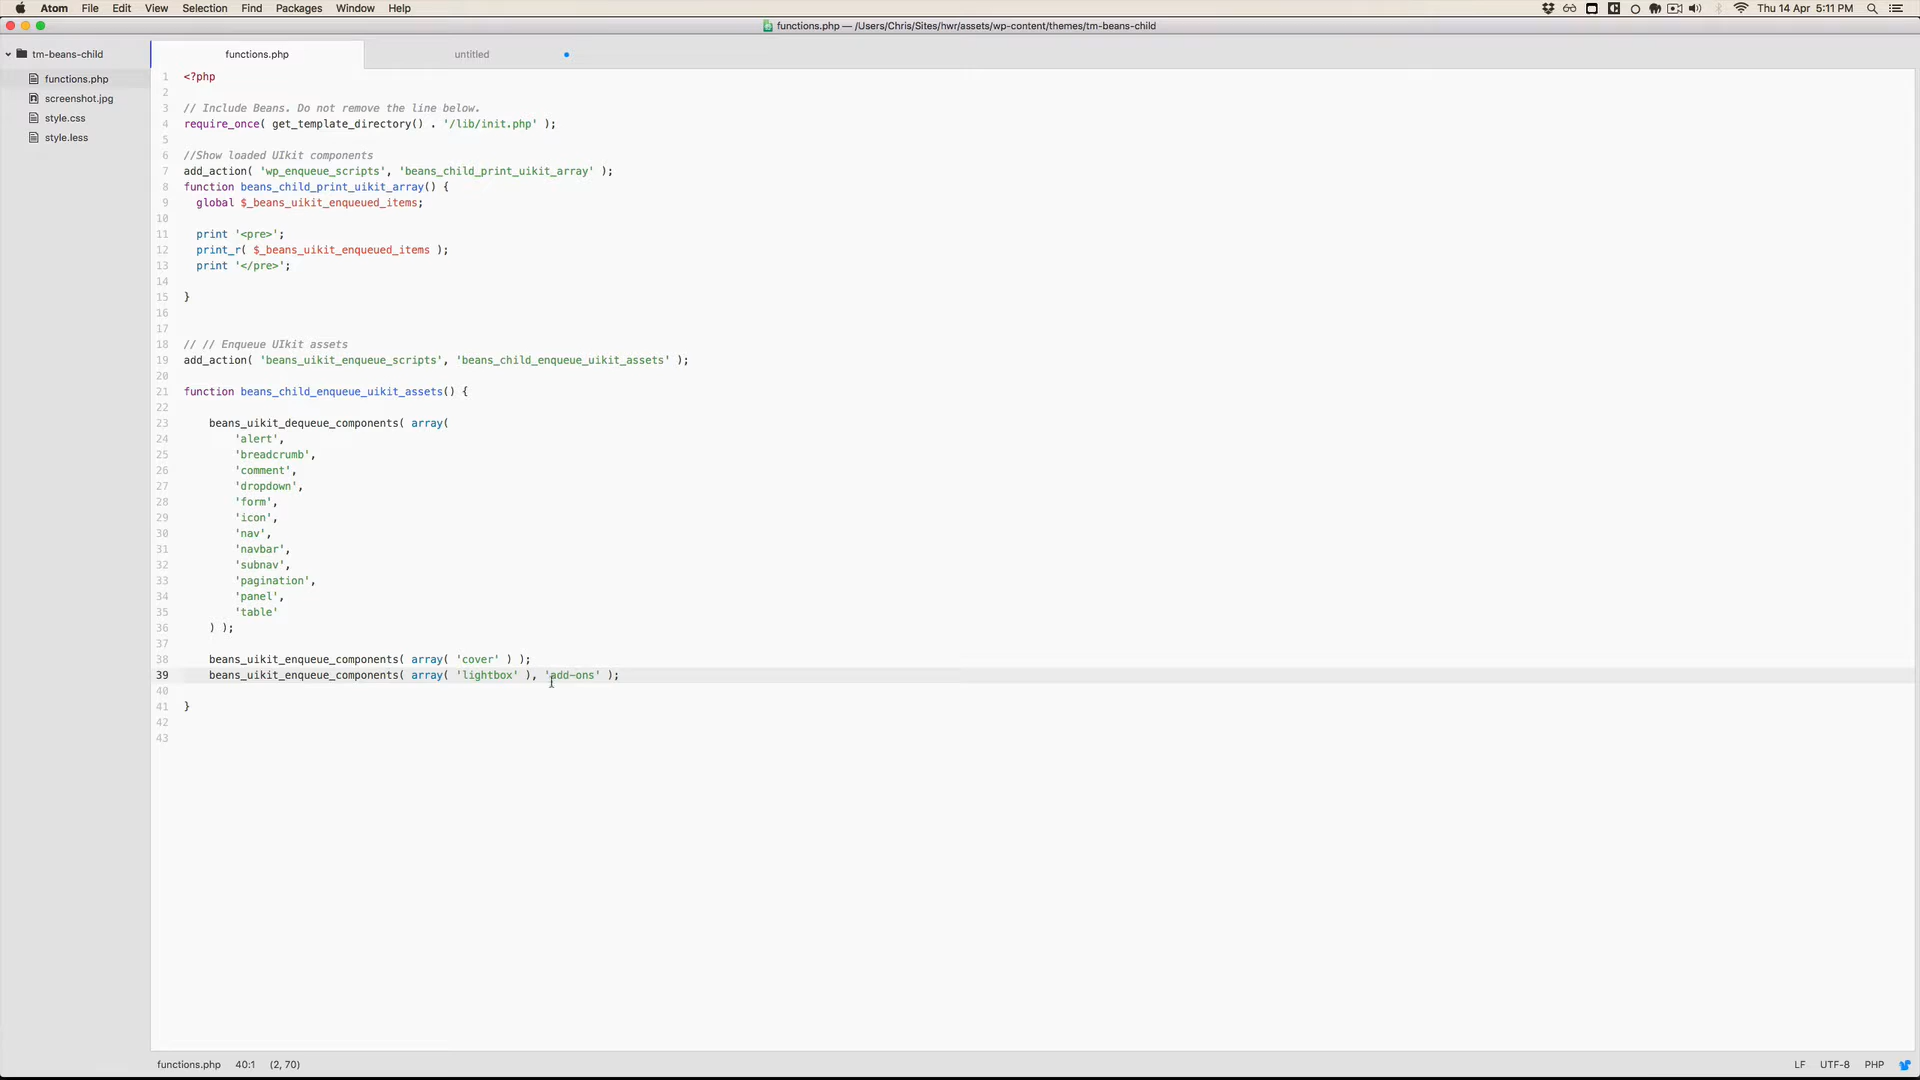 Atom File Edit View Selection Find Packages Window Help Thu 14 Apr 5:11 PM
functions.php — /Users/Chris/Sites/hwr/assets/wp-content/themes/tm-beans-child
tm-beans-child
functions.php
screenshot.jpg
style.css
style.less
functions.php untitled
1 <?php
2
3 // Include Beans. Do not remove the line below.
4 require_once( get_template_directory() . '/lib/init.php' );
5
6 //Show loaded UIkit components
7 add_action( 'wp_enqueue_scripts', 'beans_child_print_uikit_array' );
8 function beans_child_print_uikit_array() {
9 global $_beans_uikit_enqueued_items;
10
11 print '<pre>';
12 print_r( $_beans_uikit_enqueued_items );
13 print '</pre>';
14
15 }
16
17
18 // // Enqueue UIkit assets
19 add_action( 'beans_uikit_enqueue_scripts', 'beans_child_enqueue_uikit_assets' );
20
21 function beans_child_enqueue_uikit_assets() {
22
23 beans_uikit_dequeue_components( array(
24 'alert',
25 'breadcrumb',
26 'comment',
27 'dropdown',
28 'form',
29 'icon',
30 'nav',
31 'navbar',
32 'subnav',
33 'pagination',
34 'panel',
35 'table'
36 ) );
37
38 beans_uikit_enqueue_components( array( 'cover' ) );
39 beans_uikit_enqueue_components( array( 'lightbox' ), 'add-ons' );
40
41 }
42
43
functions.php 40:1 (2, 70) LF UTF-8 PHP